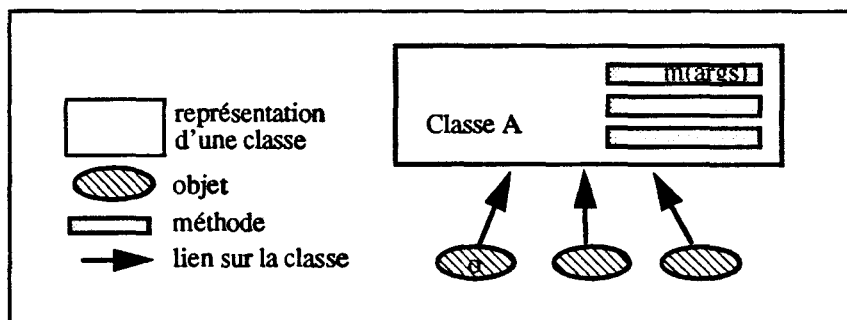 représentation
d'une classe
objet
méthode
lien sur la classe
m(args)
Classe A